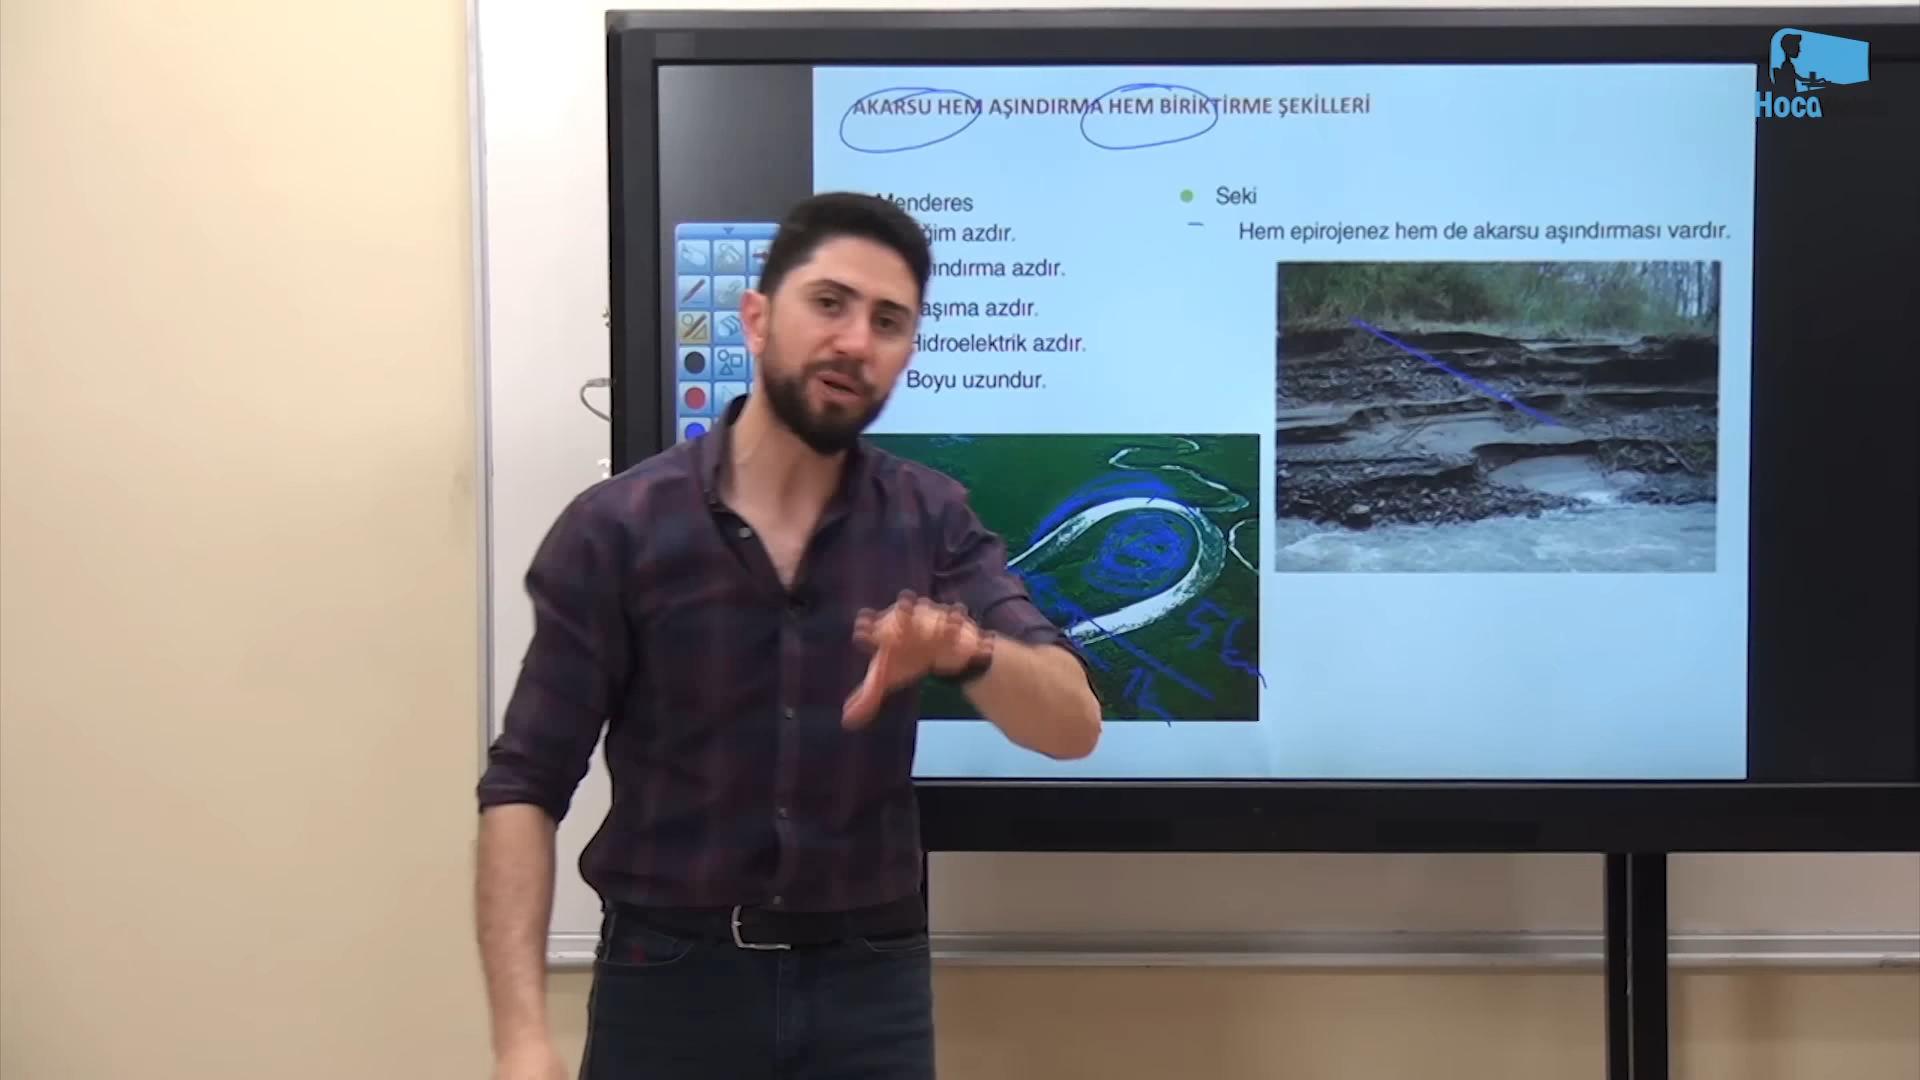 Hoca
AKARSU HEM AŞINDIRMA HEM BİRİKTİRME ŞEKİLLERİ
Menderes
azdır.
azdır.
azdır.
Hidroelektrik azdır.
Boyu uzundur.
Seki
Hem epirojenez hem de akarsu aşındırması vardır.